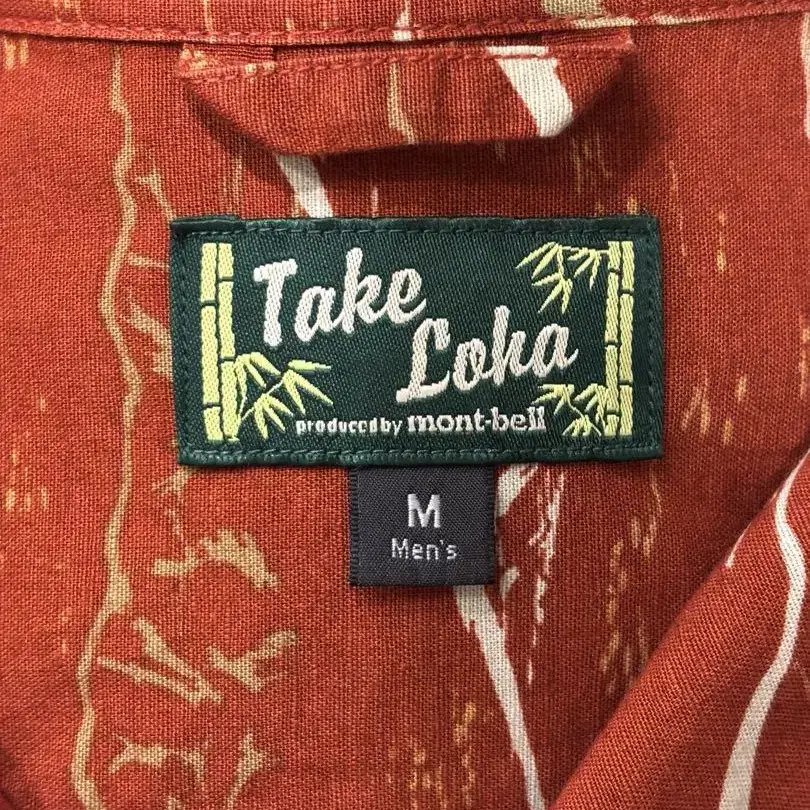 Take
Loha
produced by mont-bell
M
Men's